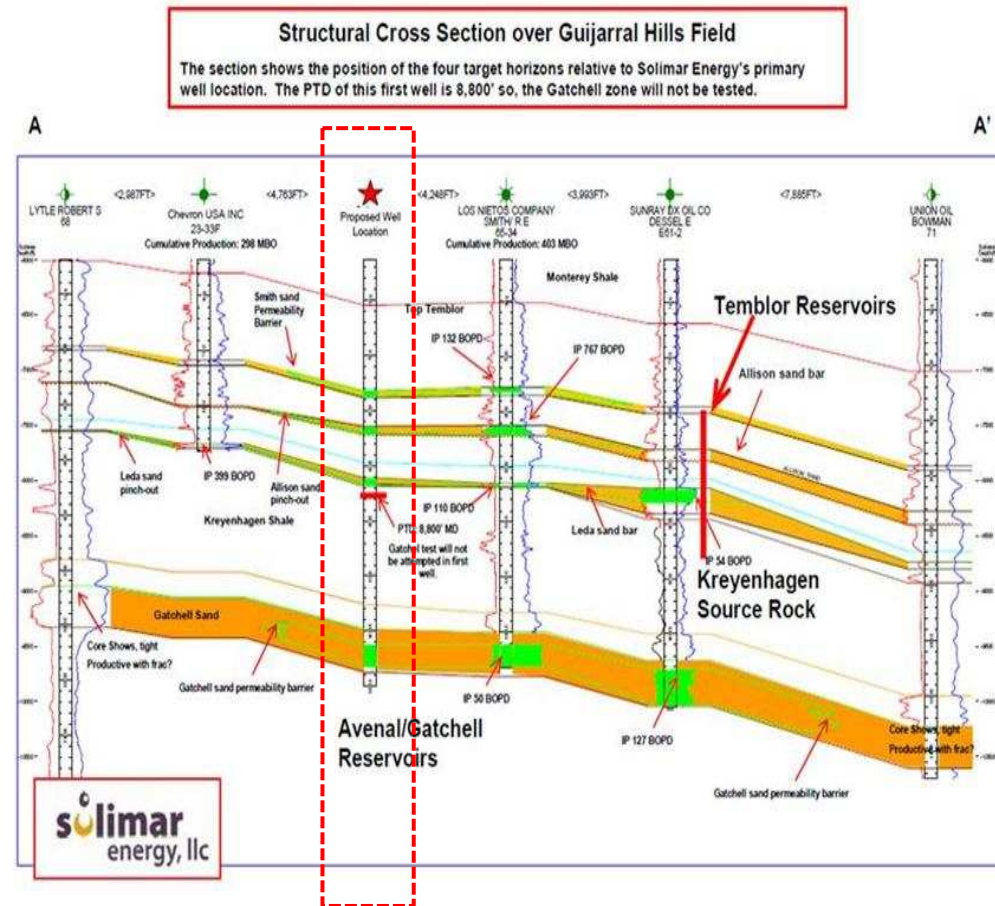 Structural Cross Section over Guijarral Hills Field
The section shows the position of the four target horizons relative to Solimar Energy's primary
well location. The PTD of this first well is 8,800' so, the Gatchell zone will not be tested.
A
A'
<2,987FT>
<4,763FT>
<4,248FT>
<3,993FT>
<7,885FT>
LYTLE ROBERT S
68
Chevron USA INC
23-33F
Cumulative Production: 298 MBO
Proposed Well
Location
LOS NIETOS COMPANY
SMITH/ R E
65-34
Cumulative Production: 403 MBO
SUNRAY DX OIL CO
DESSEL E
E61-2
UNION OIL
BOWMAN
71
Monterey Shale
Smith sand
Permeability
Barrier
Top Temblor
IP 132 BOPD
IP 767 BOPD
Temblor Reservoirs
Allison sand bar
ALLISON SAND
Leda sand
pinch-out
IP 399 BOPD
Allison sand
pinch-out
IP 110 BOPD
Leda sand bar
Kreyenhagen Shale
PTD: 8,800' MD
Gatchel test will not
be attempted in first
well.
IP 54 BOPD
Kreyenhagen
Source Rock
Gatchell Sand
Core Shows, tight
Productive with frac?
Gatchell sand permeability barrier
IP 50 BOPD
Avenal/Gatchell
Reservoirs
IP 127 BOPD
Core Shows, tight
Productive with frac?
Gatchell sand permeability barrier
solimar
energy, llc